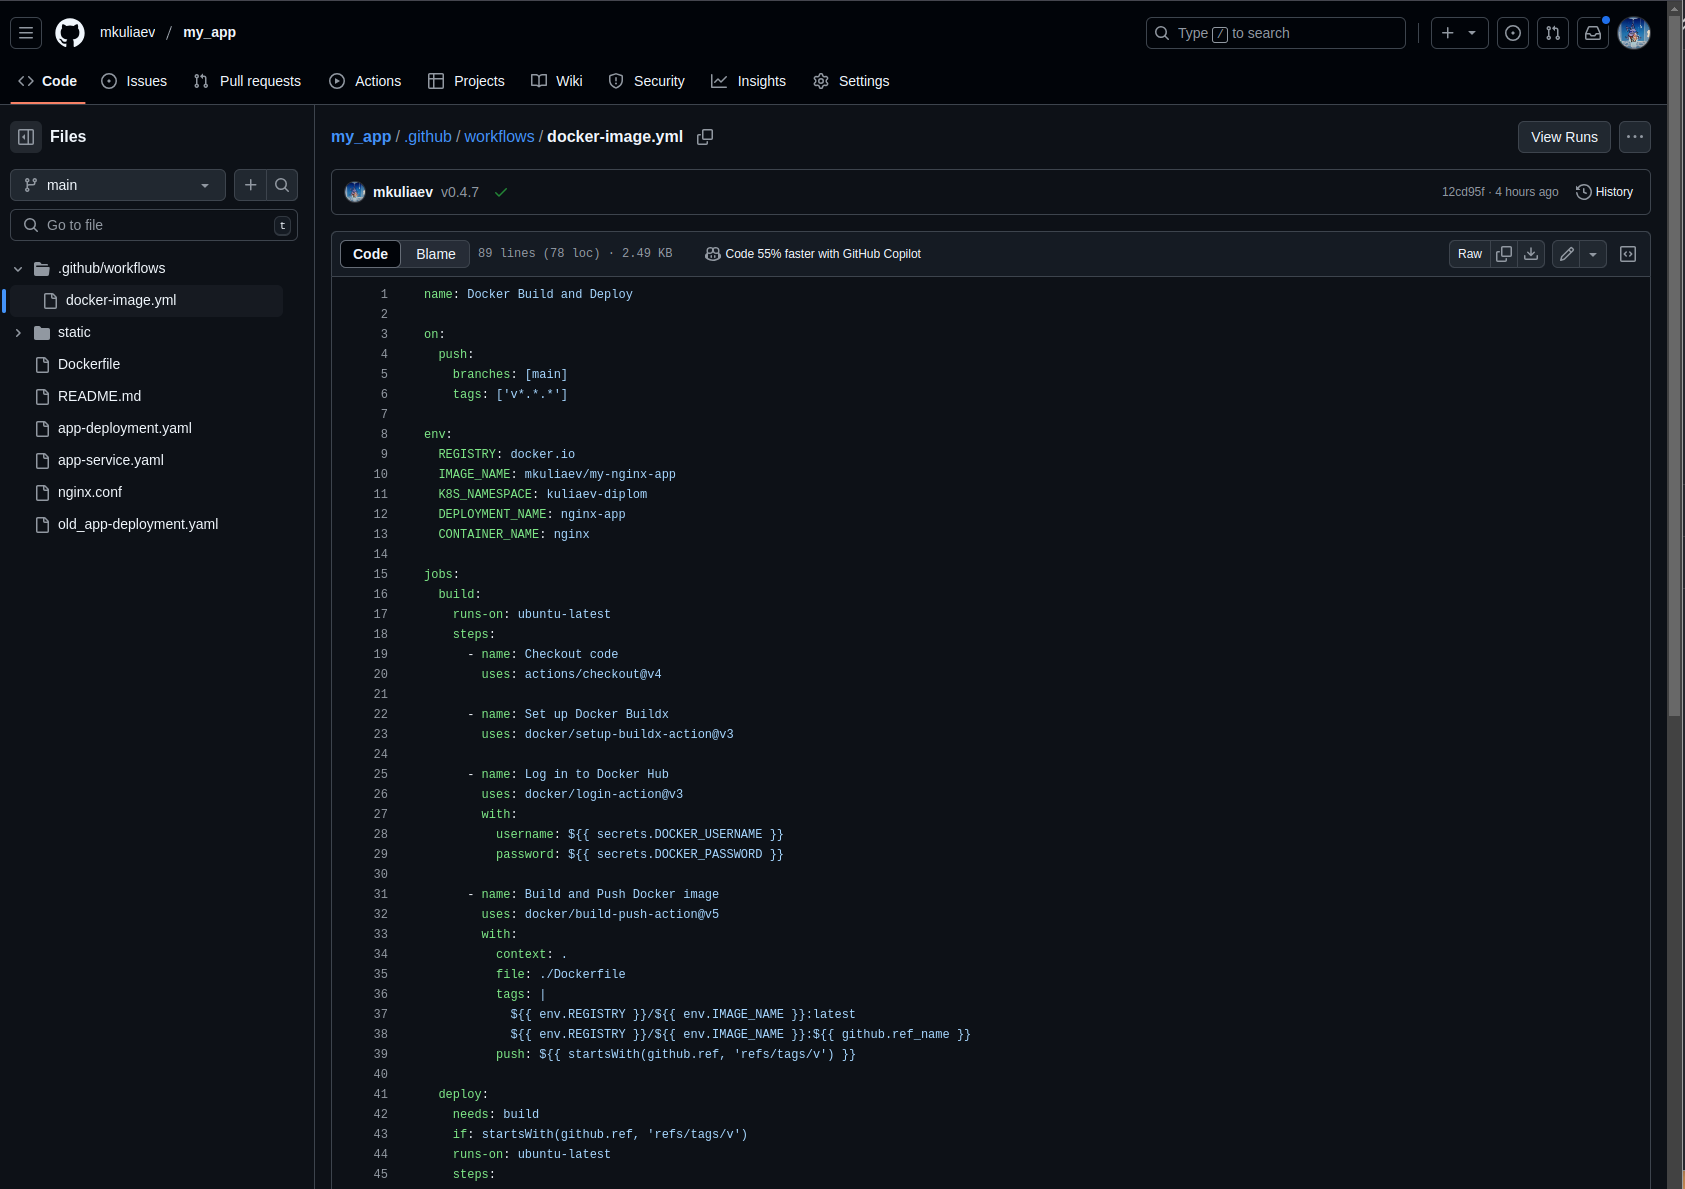 mkuliaev / my_app
Type / to search
Code
Issues
Pull requests
Actions
Projects
Wiki
Security
Insights
Settings
Files
main
Go to file
t
.github/workflows
docker-image.yml
static
Dockerfile
README.md
app-deployment.yaml
app-service.yaml
nginx.conf
old_app-deployment.yaml
my_app / .github / workflows / docker-image.yml
View Runs
mkuliaev v0.4.7
12cd95f · 4 hours ago
History
Code
Blame
89 lines (78 loc) · 2.49 KB
Code 55% faster with GitHub Copilot
Raw
1 name: Docker Build and Deploy
2
3 on:
4   push:
5     branches: [main]
6     tags: ['v*.*.*']
7
8 env:
9   REGISTRY: docker.io
10   IMAGE_NAME: mkuliaev/my-nginx-app
11   K8S_NAMESPACE: kuliaev-diplom
12   DEPLOYMENT_NAME: nginx-app
13   CONTAINER_NAME: nginx
14
15 jobs:
16   build:
17     runs-on: ubuntu-latest
18     steps:
19       - name: Checkout code
20         uses: actions/checkout@v4
21
22       - name: Set up Docker Buildx
23         uses: docker/setup-buildx-action@v3
24
25       - name: Log in to Docker Hub
26         uses: docker/login-action@v3
27         with:
28           username: ${{ secrets.DOCKER_USERNAME }}
29           password: ${{ secrets.DOCKER_PASSWORD }}
30
31       - name: Build and Push Docker image
32         uses: docker/build-push-action@v5
33         with:
34           context: .
35           file: ./Dockerfile
36           tags: |
37             ${{ env.REGISTRY }}/${{ env.IMAGE_NAME }}:latest
38             ${{ env.REGISTRY }}/${{ env.IMAGE_NAME }}:${{ github.ref_name }}
39           push: ${{ startsWith(github.ref, 'refs/tags/v') }}
40
41   deploy:
42     needs: build
43     if: startsWith(github.ref, 'refs/tags/v')
44     runs-on: ubuntu-latest
45     steps: